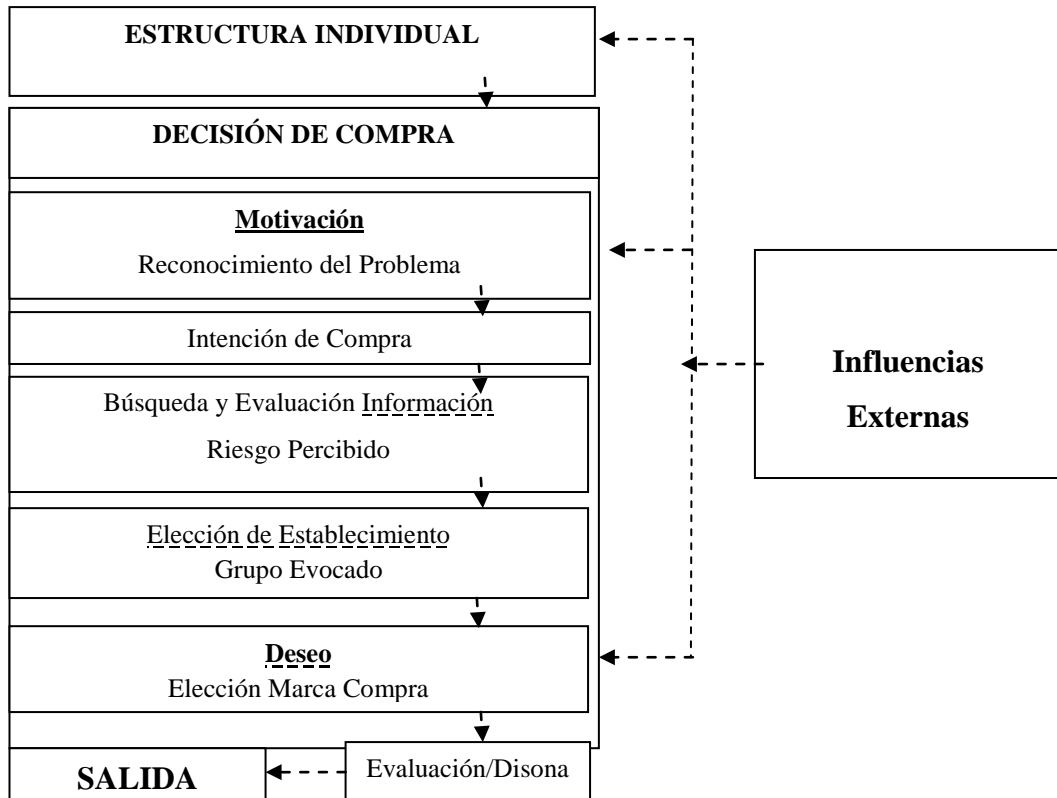 ESTRUCTURA INDIVIDUAL
DECISIÓN DE COMPRA
Motivación
Reconocimiento del Problema
Intención de Compra
Búsqueda y Evaluación Información
Riesgo Percibido
Elección de Establecimiento
Grupo Evocado
Deseo
Elección Marca Compra
Evaluación/Disona
SALIDA
Influencias
Externas